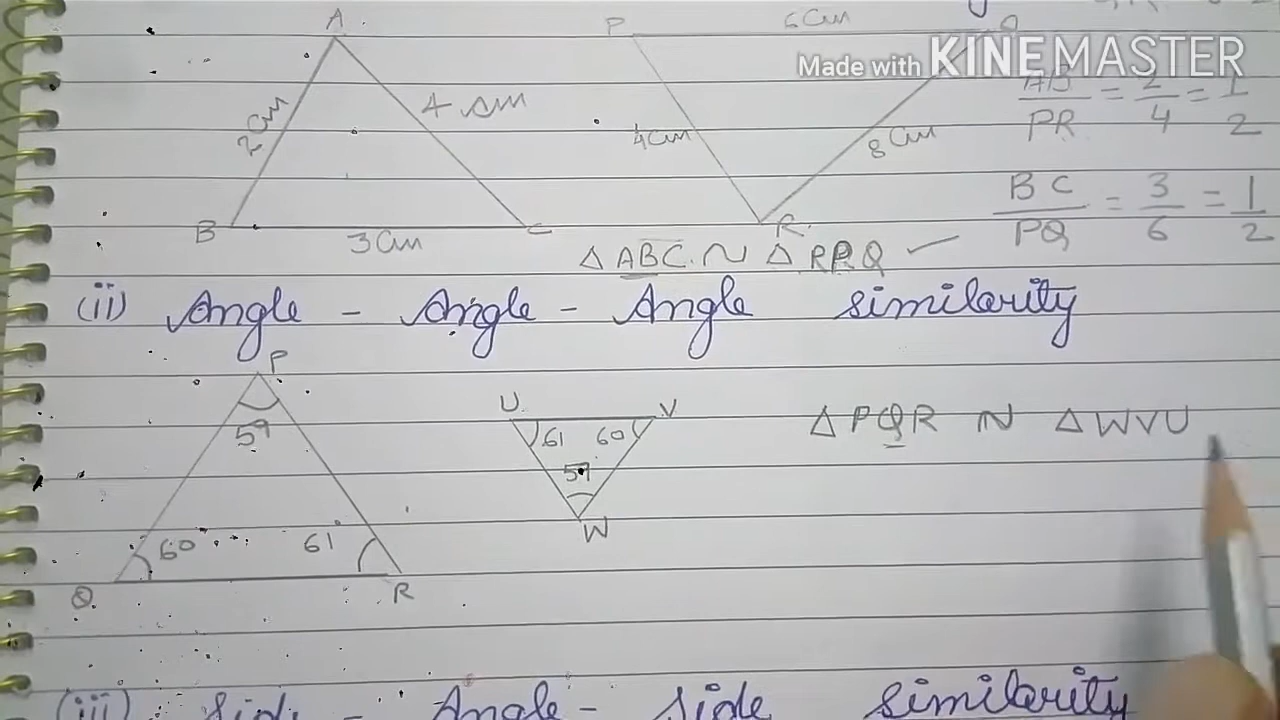 A P 6cm Q
Made with KINEMASTER
2cm 4cm 4cm 8cm
AB/PR = 2/4 = 1/2
B 3cm C R
BC/PQ = 3/6 = 1/2
△ABC ~ △RPQ
(ii) Angle - Angle - Angle similarity
P
59
60 61
Q R
U V
61 60
59
W
△PQR ~ △WVU
(iii) Side - Angle - Side similarity